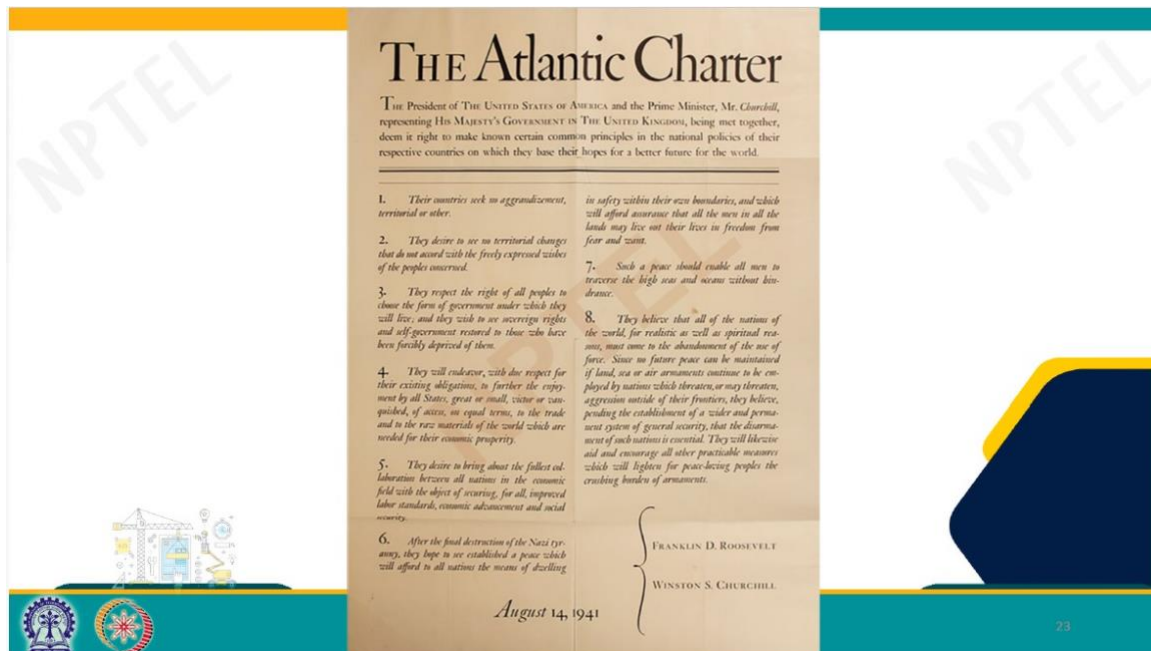 NPTEL
NPTEL
NPTEL
THE Atlantic Charter
THE President of THE UNITED STATES OF AMERICA and the Prime Minister, Mr. Churchill,
representing HIS MAJESTY'S GOVERNMENT IN THE UNITED KINGDOM, being met together,
deem it right to make known certain common principles in the national policies of their
respective countries on which they base their hopes for a better future for the world.
1. Their countries seek no aggrandizement,
territorial or other.
2. They desire to see no territorial changes
that do not accord with the freely expressed wishes
of the peoples concerned.
3. They respect the right of all peoples to
choose the form of government under which they
will live; and they wish to see sovereign rights
and self-government restored to those who have
been forcibly deprived of them.
4. They will endeavor, with due respect for
their existing obligations, to further the enjoy-
ment by all States, great or small, victor or van-
quished, of access, on equal terms, to the trade
and to the raw materials of the world which are
needed for their economic prosperity.
5. They desire to bring about the fullest col-
laboration between all nations in the economic
field with the object of securing, for all, improved
labor standards, economic advancement and social
security.
6. After the final destruction of the Nazi tyr-
anny, they hope to see established a peace which
will afford to all nations the means of dwelling
in safety within their own boundaries, and which
will afford assurance that all the men in all the
lands may live out their lives in freedom from
fear and want.
7. Such a peace should enable all men to
traverse the high seas and oceans without hin-
drance.
8. They believe that all of the nations of
the world, for realistic as well as spiritual rea-
sons, must come to the abandonment of the use of
force. Since no future peace can be maintained
if land, sea or air armaments continue to be em-
ployed by nations which threaten, or may threaten,
aggression outside of their frontiers, they believe,
pending the establishment of a wider and perma-
nent system of general security, that the disarma-
ment of such nations is essential. They will likewise
aid and encourage all other practicable measures
which will lighten for peace-loving peoples the
crushing burden of armaments.
FRANKLIN D. ROOSEVELT
WINSTON S. CHURCHILL
August 14, 1941
23